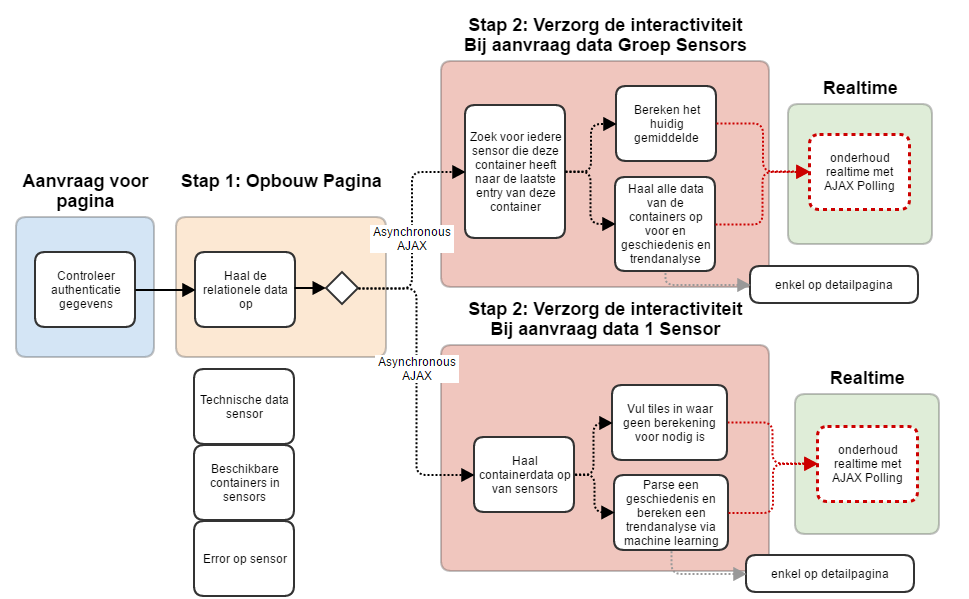 Aanvraag voor
pagina
Controleer
authenticatie
gegevens
Stap 1: Opbouw Pagina
Haal de
relationele data
op
Technische data
sensor
Beschikbare
containers in
sensors
Error op sensor
Asynchronous
AJAX
Asynchronous
AJAX
Stap 2: Verzorg de interactiviteit
Bij aanvraag data Groep Sensors
Zoek voor iedere
sensor die deze
container heeft
naar de laatste
entry van deze
container
Bereken het
huidig
gemiddelde
Haal alle data
van de
containers op
voor en
geschiedenis en
trendanalyse
Realtime
onderhoud
realtime met
AJAX Polling
enkel op detailpagina
Stap 2: Verzorg de interactiviteit
Bij aanvraag data 1 Sensor
Haal
containerdata op
van sensors
Vul tiles in waar
geen berekening
voor nodig is
Parse een
geschiedenis en
bereken een
trendanalyse via
machine learning
Realtime
onderhoud
realtime met
AJAX Polling
enkel op detailpagina